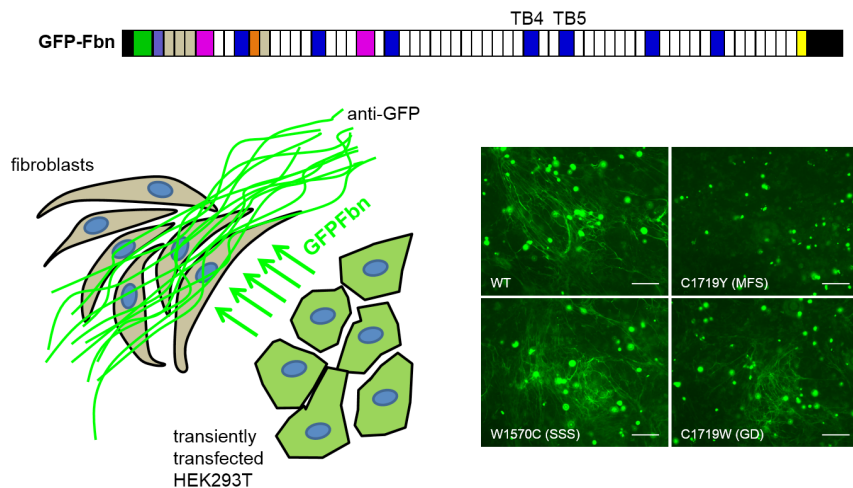 TB4 TB5
GFP-Fbn
anti-GFP
fibroblasts
GFPFbn
transiently
transfected
HEK293T
WT
C1719Y (MFS)
W1570C (SSS)
C1719W (GD)